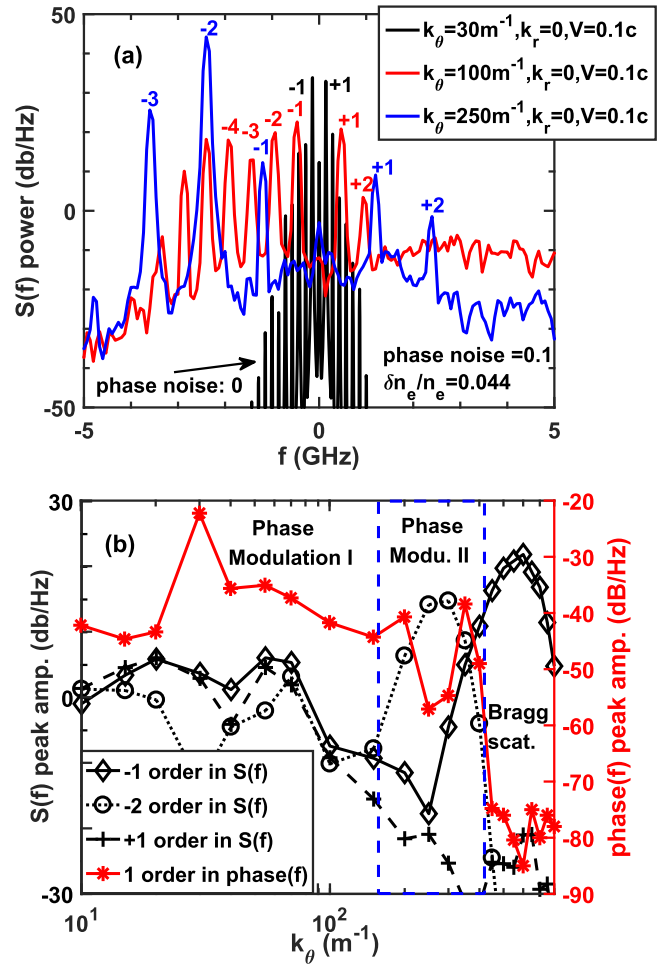 50
(a)
k_θ=30m^-1,k_r=0,V=0.1c
k_θ=100m^-1,k_r=0,V=0.1c
k_θ=250m^-1,k_r=0,V=0.1c
-2
-3
-1
+1
-4
-3
-2
-1
+1
-1
+1
+2
+2
S(f) power (db/Hz)
0
phase noise: 0
phase noise =0.1
δn_e/n_e=0.044
-50
-5
0
5
f (GHz)
30
(b)
Phase
Modulation I
Phase
Modu. II
Bragg
scat.
S(f) peak amp. (db/Hz)
0
-30
-1 order in S(f)
-2 order in S(f)
+1 order in S(f)
1 order in phase(f)
-20
-30
-40
-50
-60
-70
-80
-90
phase(f) peak amp. (dB/Hz)
10^1
10^2
k_θ (m^-1)